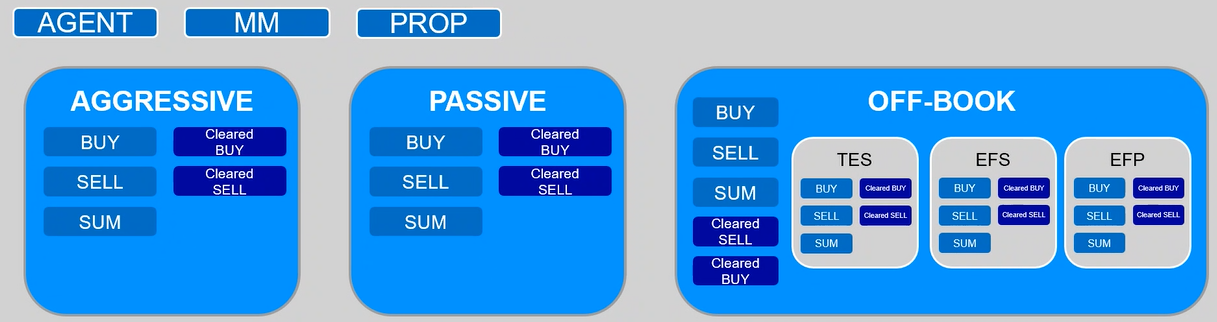 AGENT
MM
PROP
AGGRESSIVE
BUY
Cleared
BUY
SELL
Cleared
SELL
SUM
PASSIVE
BUY
Cleared
BUY
SELL
Cleared
SELL
SUM
OFF-BOOK
BUY
SELL
SUM
Cleared
SELL
Cleared
BUY
TES
BUY
Cleared BUY
SELL
Cleared SELL
SUM
EFS
BUY
Cleared BUY
SELL
Cleared SELL
SUM
EFP
BUY
Cleared BUY
SELL
Cleared SELL
SUM